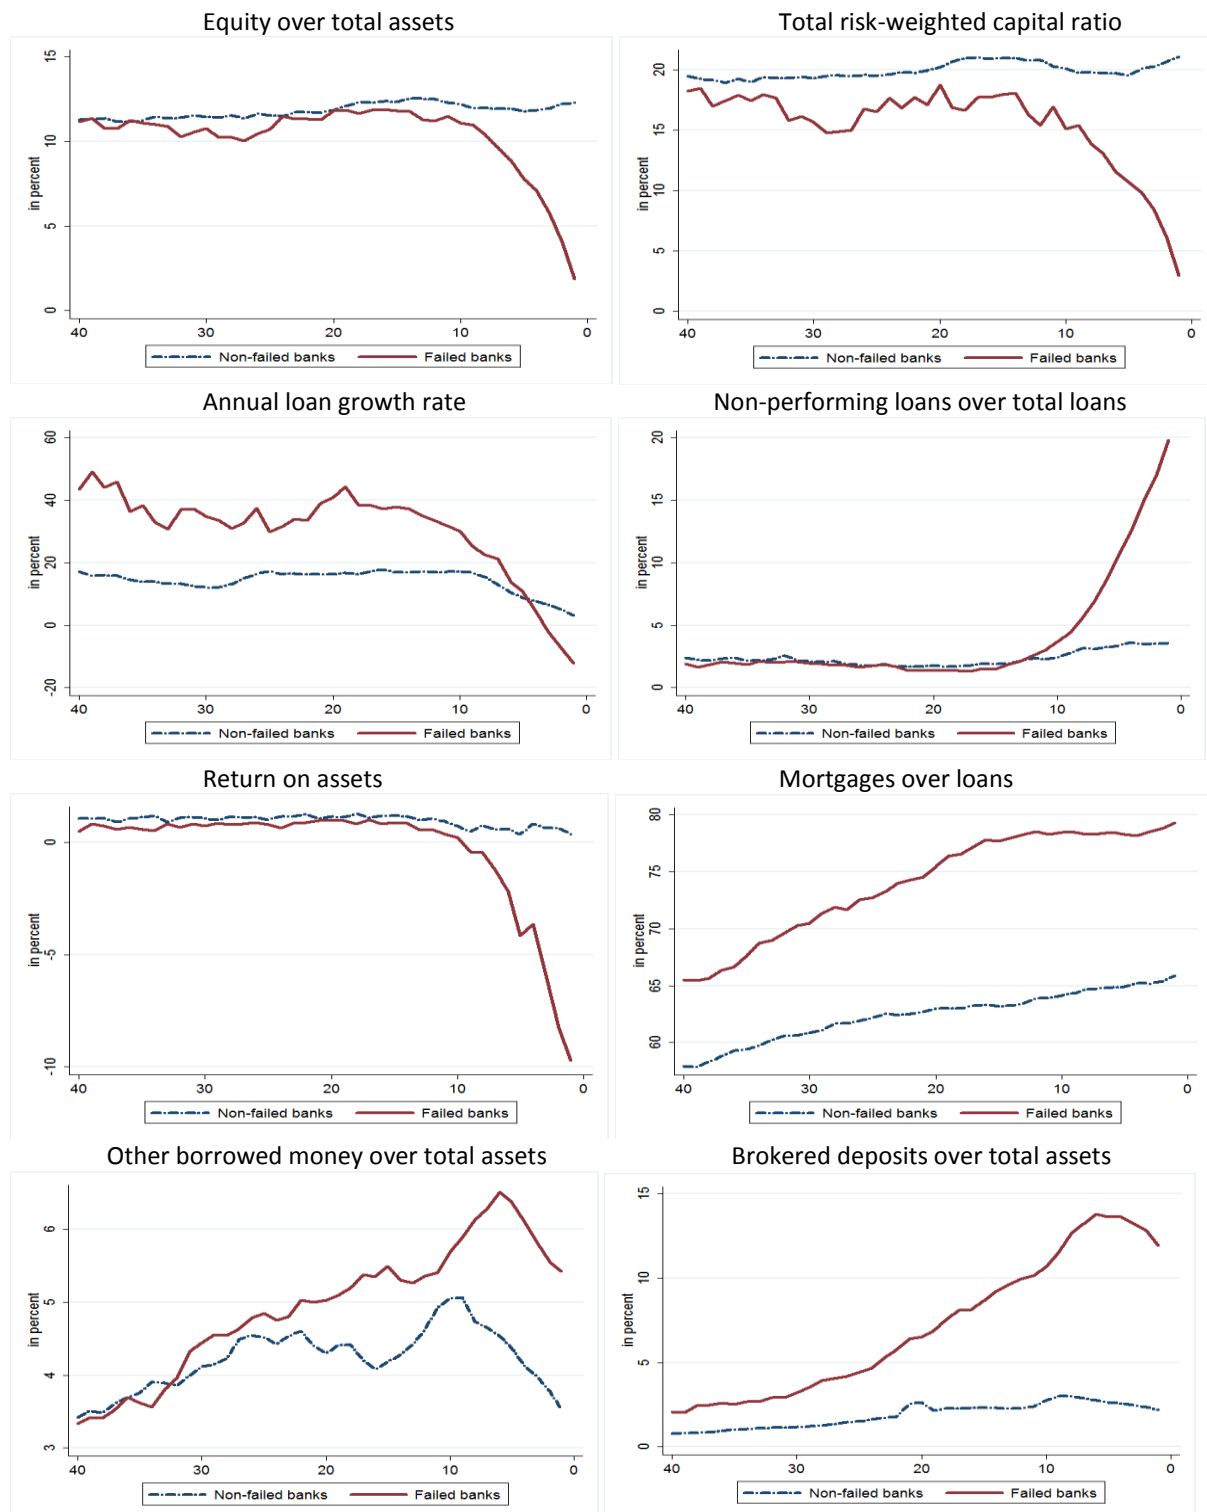 Equity over total assets
in percent
15
10
5
0
40 30 20 10 0
Non-failed banks Failed banks
Total risk-weighted capital ratio
in percent
20
15
10
5
0
40 30 20 10 0
Non-failed banks Failed banks
Annual loan growth rate
in percent
60
40
20
0
-20
40 30 20 10 0
Non-failed banks Failed banks
Non-performing loans over total loans
in percent
20
15
10
5
0
40 30 20 10 0
Non-failed banks Failed banks
Return on assets
in percent
0
-5
-10
40 30 20 10 0
Non-failed banks Failed banks
Mortgages over loans
in percent
80
75
70
65
60
40 30 20 10 0
Non-failed banks Failed banks
Other borrowed money over total assets
in percent
6
5
4
3
40 30 20 10 0
Non-failed banks Failed banks
Brokered deposits over total assets
in percent
15
10
5
0
40 30 20 10 0
Non-failed banks Failed banks